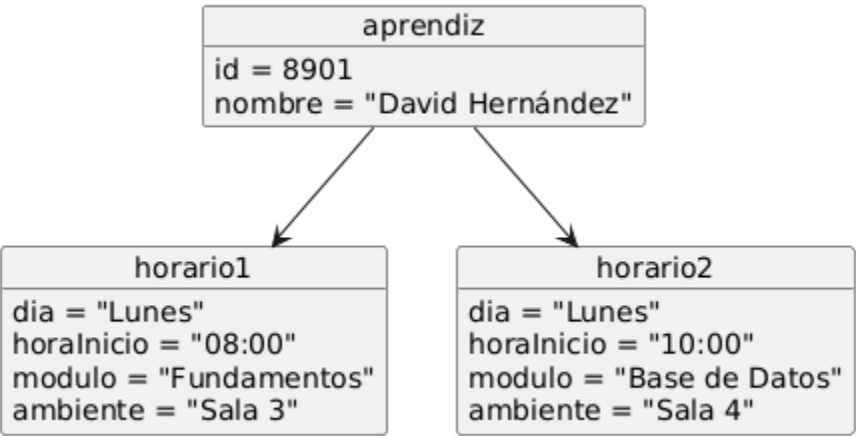 aprendiz
id = 8901
nombre = "David Hernández"
horario1
dia = "Lunes"
horaInicio = "08:00"
modulo = "Fundamentos"
ambiente = "Sala 3"
horario2
dia = "Lunes"
horaInicio = "10:00"
modulo = "Base de Datos"
ambiente = "Sala 4"